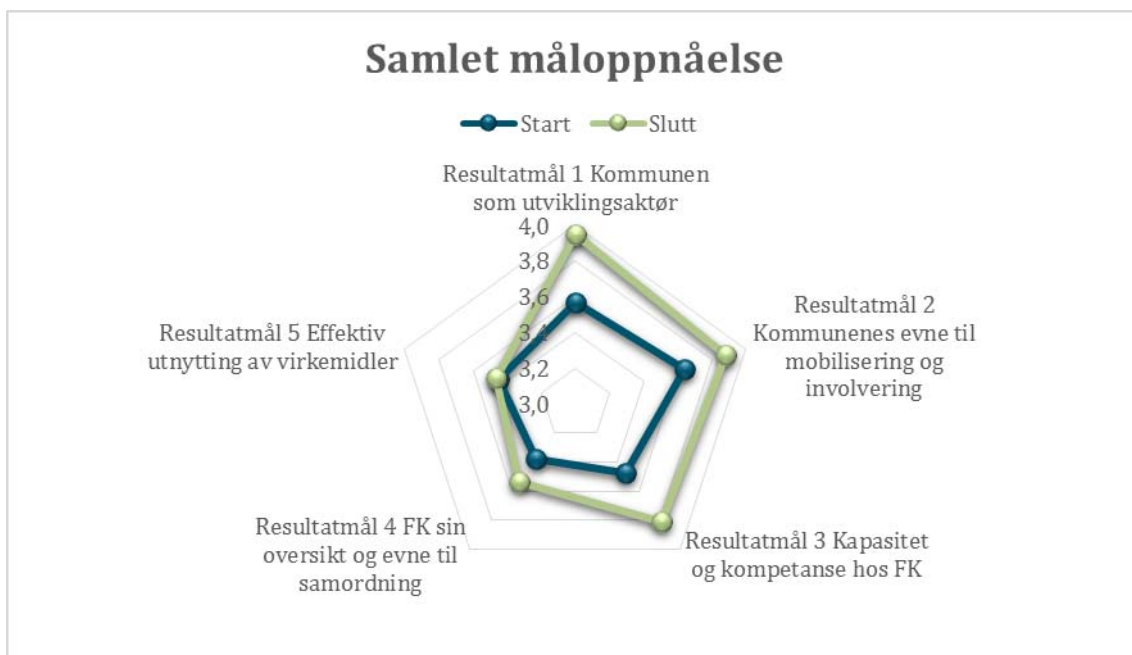 Samlet måloppnåelse
Start
Slutt
Resultatmål 1 Kommunen
som utviklingsaktør
4,0
3,8
3,6
3,4
3,2
3,0
Resultatmål 2
Kommunenes evne til
mobilisering og
involvering
Resultatmål 3 Kapasitet
og kompetanse hos FK
Resultatmål 4 FK sin
oversikt og evne til
samordning
Resultatmål 5 Effektiv
utnytting av virkemidler